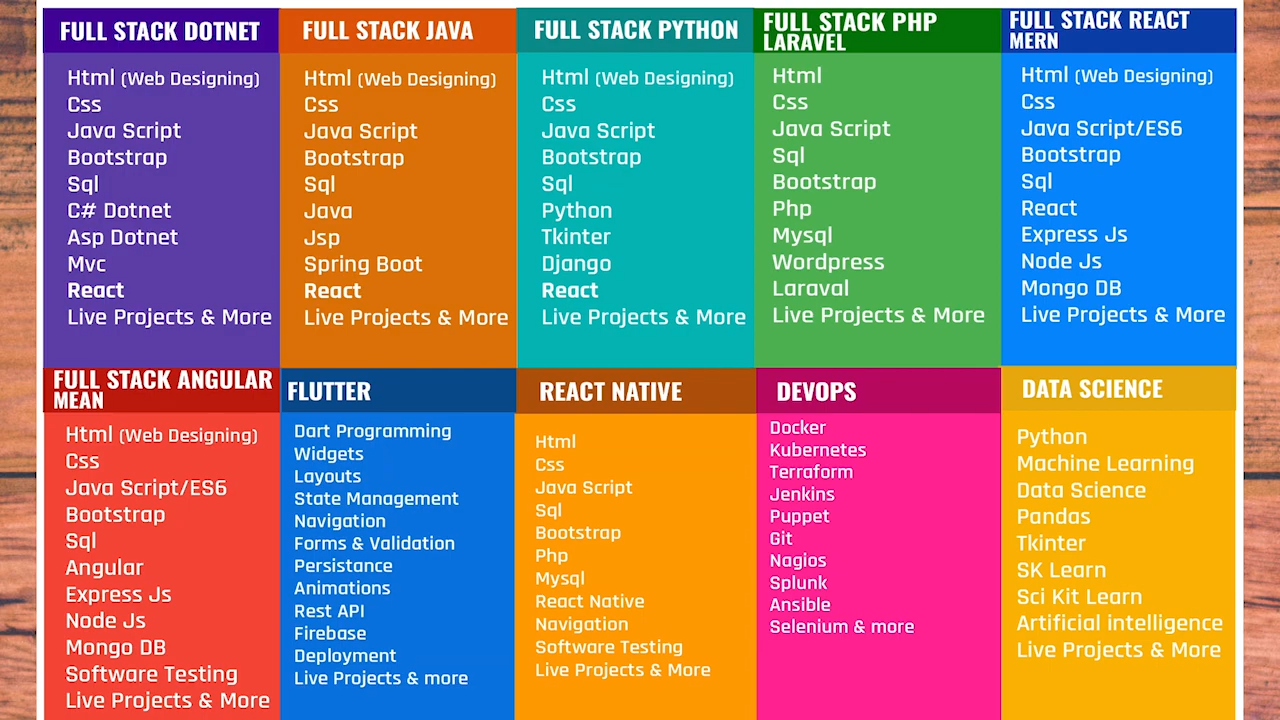 FULL STACK DOTNET
Html (Web Designing)
Css
Java Script
Bootstrap
Sql
C# Dotnet
Asp Dotnet
Mvc
React
Live Projects & More
FULL STACK JAVA
Html (Web Designing)
Css
Java Script
Bootstrap
Sql
Java
Jsp
Spring Boot
React
Live Projects & More
FULL STACK PYTHON
Html (Web Designing)
Css
Java Script
Bootstrap
Sql
Python
Tkinter
Django
React
Live Projects & More
FULL STACK PHP
LARAVEL
Html
Css
Java Script
Sql
Bootstrap
Php
Mysql
Wordpress
Laraval
Live Projects & More
FULL STACK REACT
MERN
Html (Web Designing)
Css
Java Script/ES6
Bootstrap
Sql
React
Express Js
Node Js
Mongo DB
Live Projects & More
FULL STACK ANGULAR
MEAN
Html (Web Designing)
Css
Java Script/ES6
Bootstrap
Sql
Angular
Express Js
Node Js
Mongo DB
Software Testing
Live Projects & More
FLUTTER
Dart Programming
Widgets
Layouts
State Management
Navigation
Forms & Validation
Persistance
Animations
Rest API
Firebase
Deployment
Live Projects & more
REACT NATIVE
Html
Css
Java Script
Sql
Bootstrap
Php
Mysql
React Native
Navigation
Software Testing
Live Projects & More
DEVOPS
Docker
Kubernetes
Terraform
Jenkins
Puppet
Git
Nagios
Splunk
Ansible
Selenium & more
DATA SCIENCE
Python
Machine Learning
Data Science
Pandas
Tkinter
SK Learn
Sci Kit Learn
Artificial intelligence
Live Projects & More